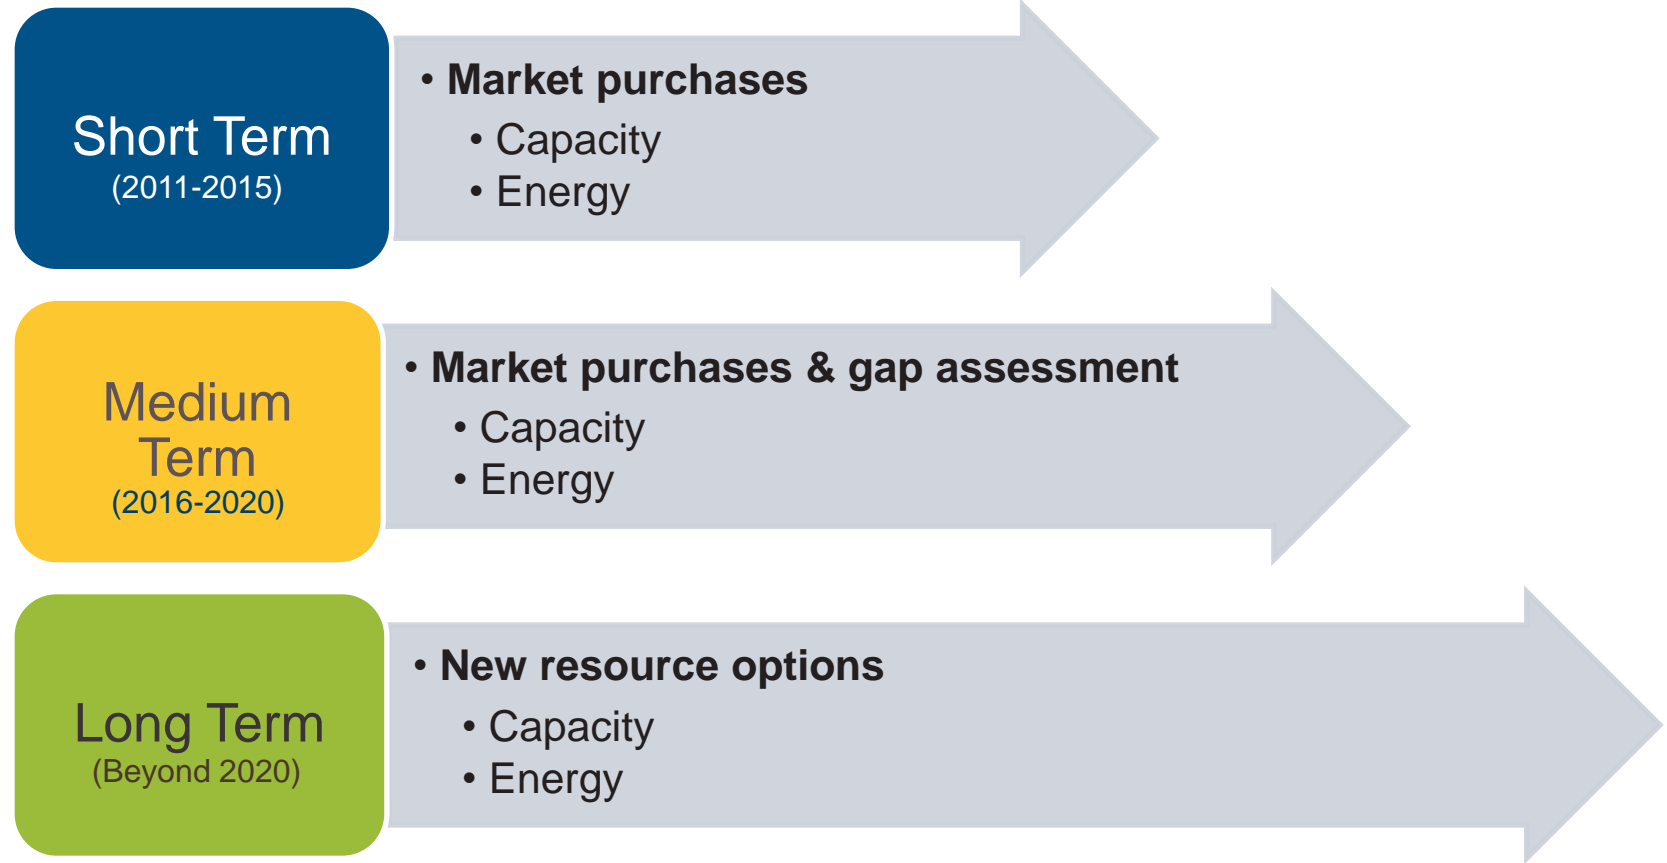 Short Term
(2011-2015)
• Market purchases
• Capacity
• Energy
Medium
Term
(2016-2020)
• Market purchases & gap assessment
• Capacity
• Energy
Long Term
(Beyond 2020)
• New resource options
• Capacity
• Energy